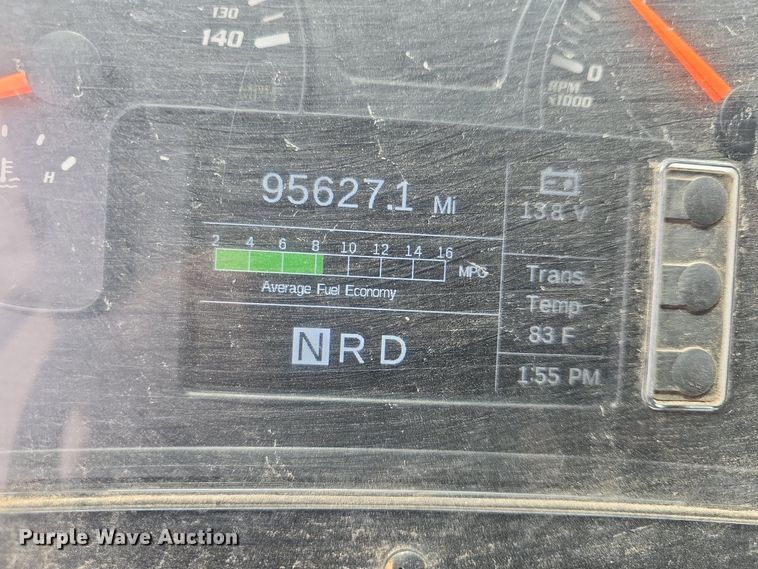 130
140
MPH
0
RPM
x1000
H
95627.1 Mi
13.8 V
2 4 6 8 10 12 14 16
MPG
Average Fuel Economy
Trans
Temp
83 F
N R D
1:55 PM
Purple Wave Auction